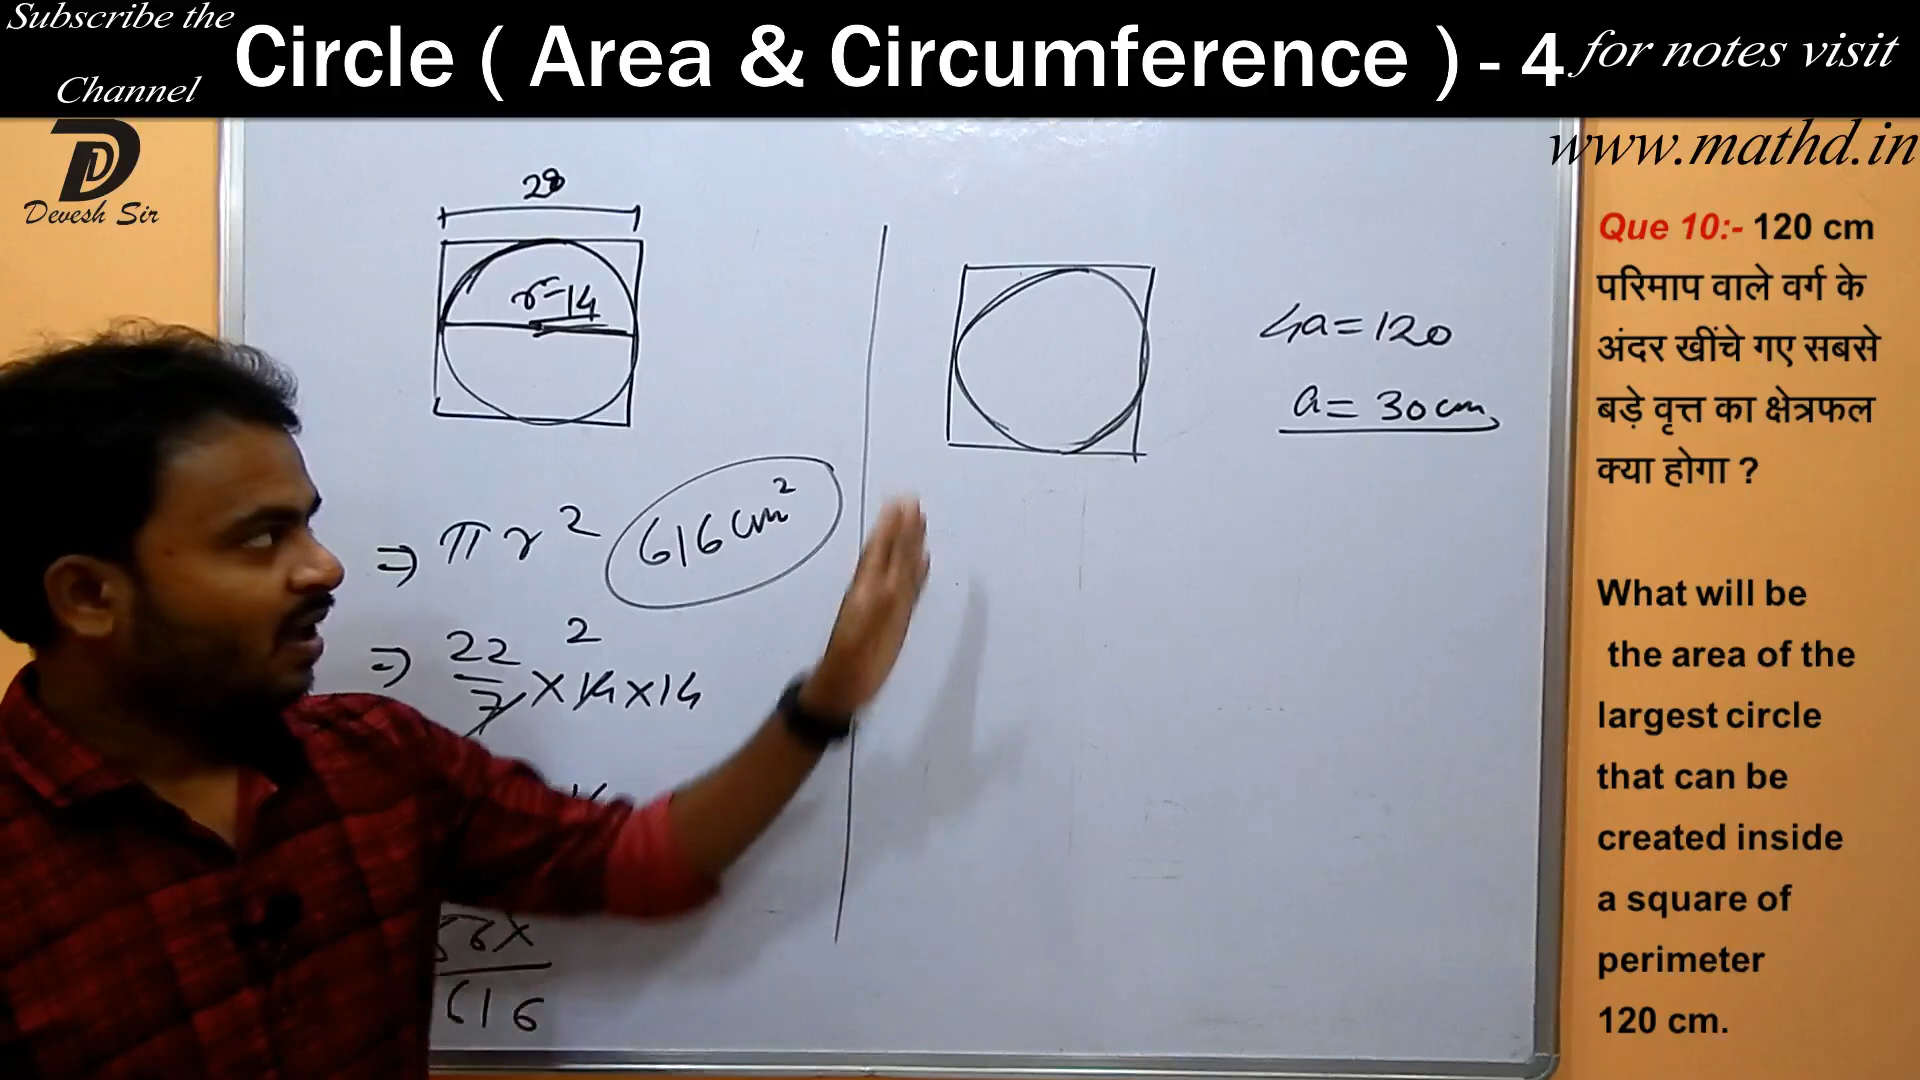 Subscribe the
Channel
Circle ( Area & Circumference ) - 4
for notes visit
www.mathd.in
Devesh Sir
28
r=14
⇒ πr²
616cm²
⇒ 22/7 × 14 × 14
2
616
4a=120
a= 30cm
Que 10:- 120 cm
परिमाप वाले वर्ग के
अंदर खींचे गए सबसे
बड़े वृत्त का क्षेत्रफल
क्या होगा ?
What will be
the area of the
largest circle
that can be
created inside
a square of
perimeter
120 cm.